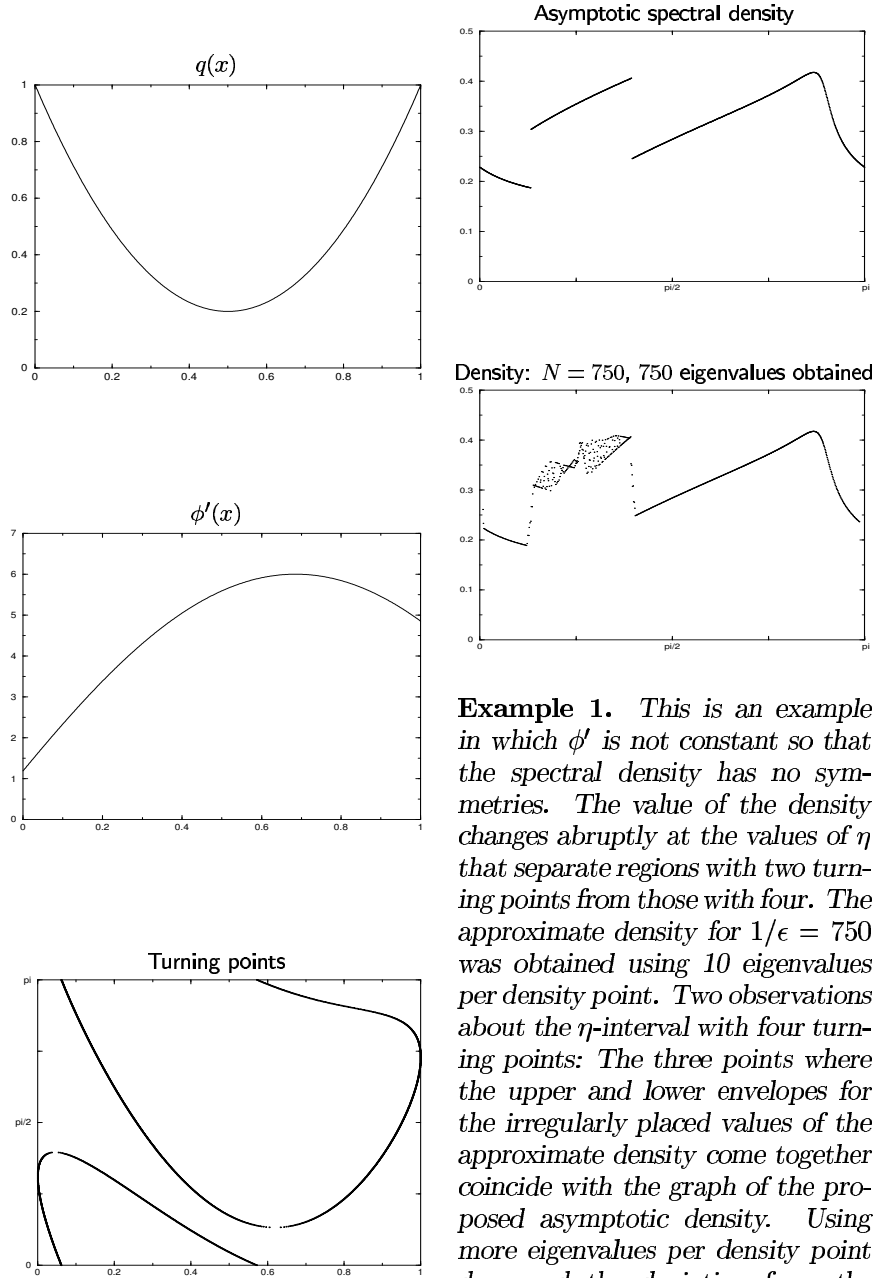 q(x)
1
0.8
0.6
0.4
0.2
0
0 0.2 0.4 0.6 0.8 1
ϕ′(x)
7
6
5
4
3
2
1
0
0 0.2 0.4 0.6 0.8 1
Turning points
pi
pi/2
0
0 0.2 0.4 0.6 0.8 1
Asymptotic spectral density
0.5
0.4
0.3
0.2
0.1
0
0 pi/2 pi
Density: N = 750, 750 eigenvalues obtained
0.5
0.4
0.3
0.2
0.1
0
0 pi/2 pi
Example 1. This is an example
in which ϕ′ is not constant so that
the spectral density has no sym-
metries. The value of the density
changes abruptly at the values of η
that separate regions with two turn-
ing points from those with four. The
approximate density for 1/ϵ = 750
was obtained using 10 eigenvalues
per density point. Two observations
about the η-interval with four turn-
ing points: The three points where
the upper and lower envelopes for
the irregularly placed values of the
approximate density come together
coincide with the graph of the pro-
posed asymptotic density. Using
more eigenvalues per density point